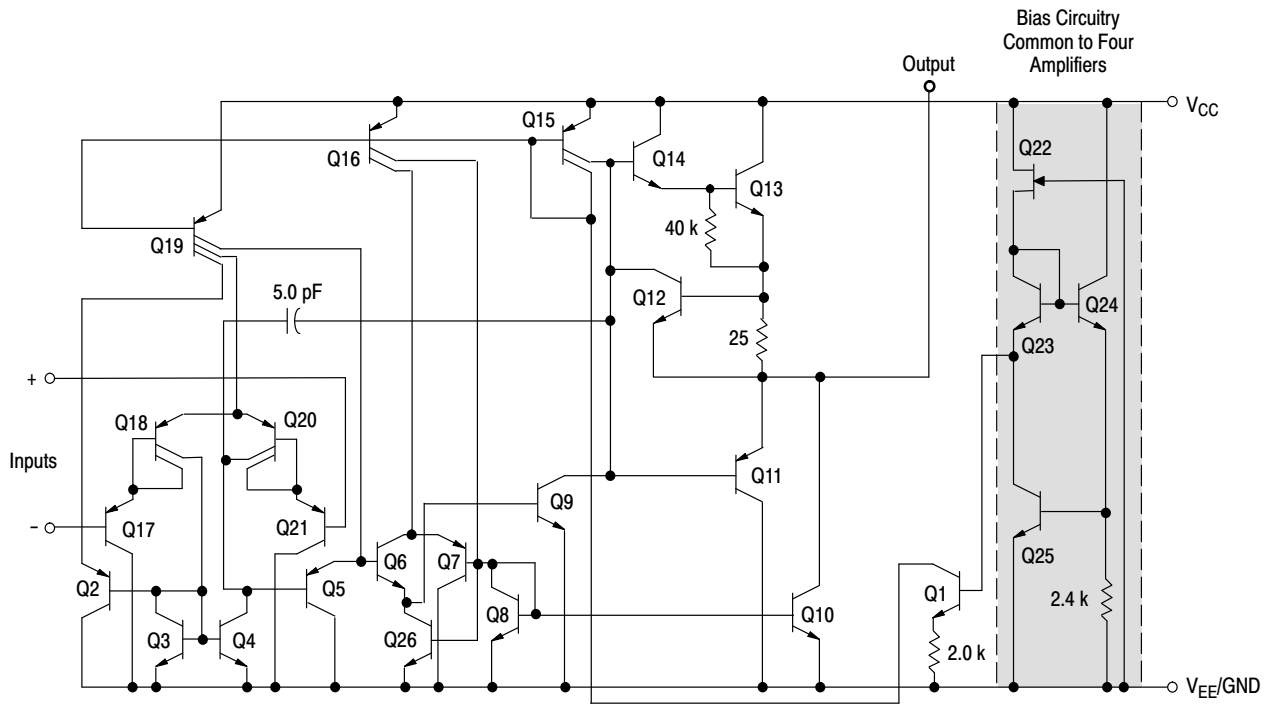 Bias Circuitry
Common to Four
Amplifiers
Output
VCC
Q15
Q16
Q14
Q22
Q13
Q19
40 k
5.0 pF
Q12
Q24
25
Q23
+
Q18
Q20
Inputs
Q11
Q9
−
Q17
Q21
Q25
Q6
Q7
Q2
Q5
Q1
Q8
Q10
2.4 k
Q3
Q4
Q26
2.0 k
VEE/GND